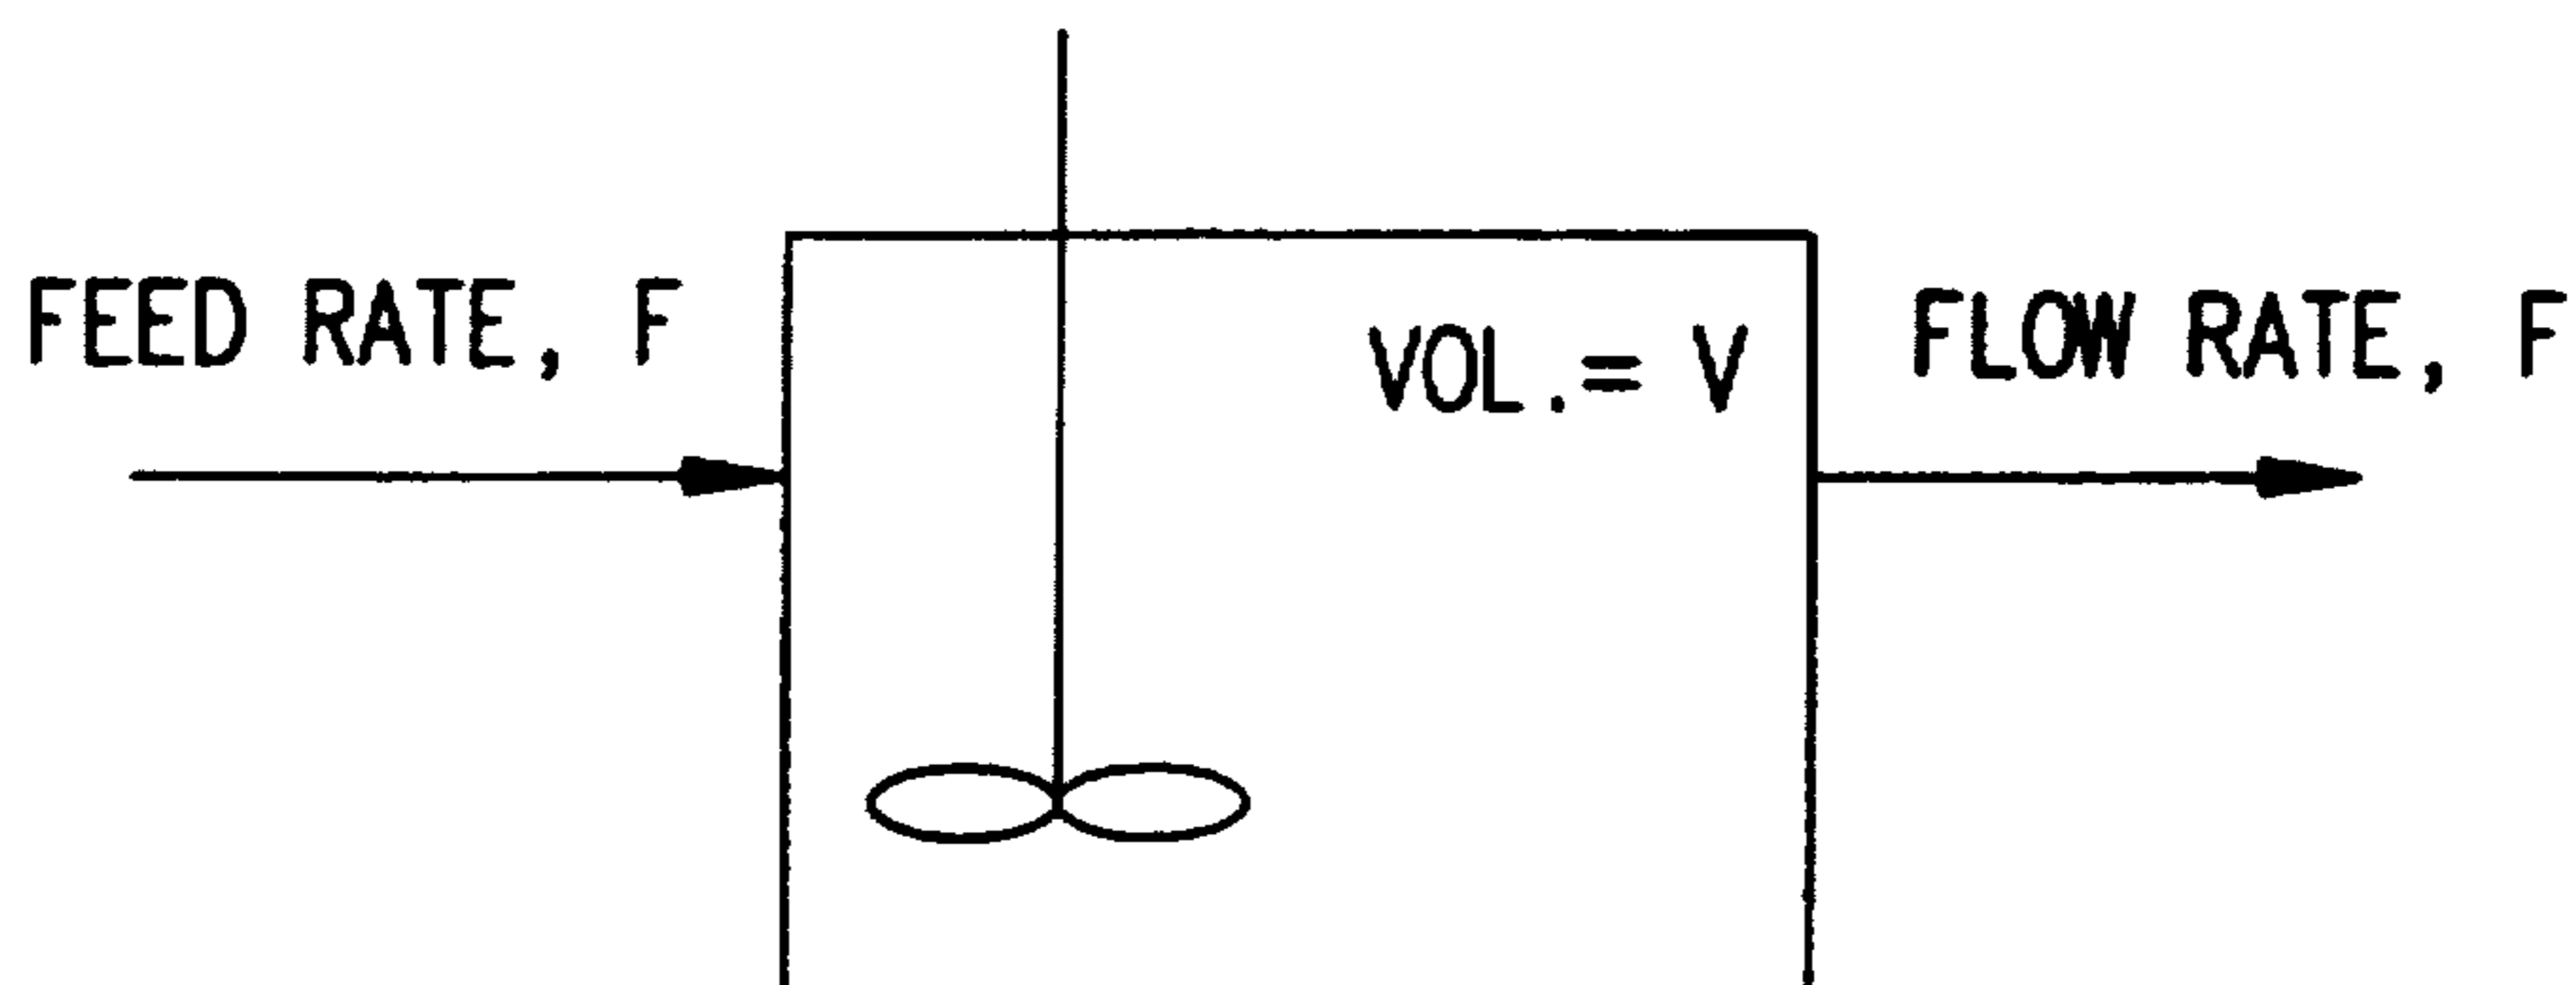 FEED RATE, F
VOL.= V
FLOW RATE, F